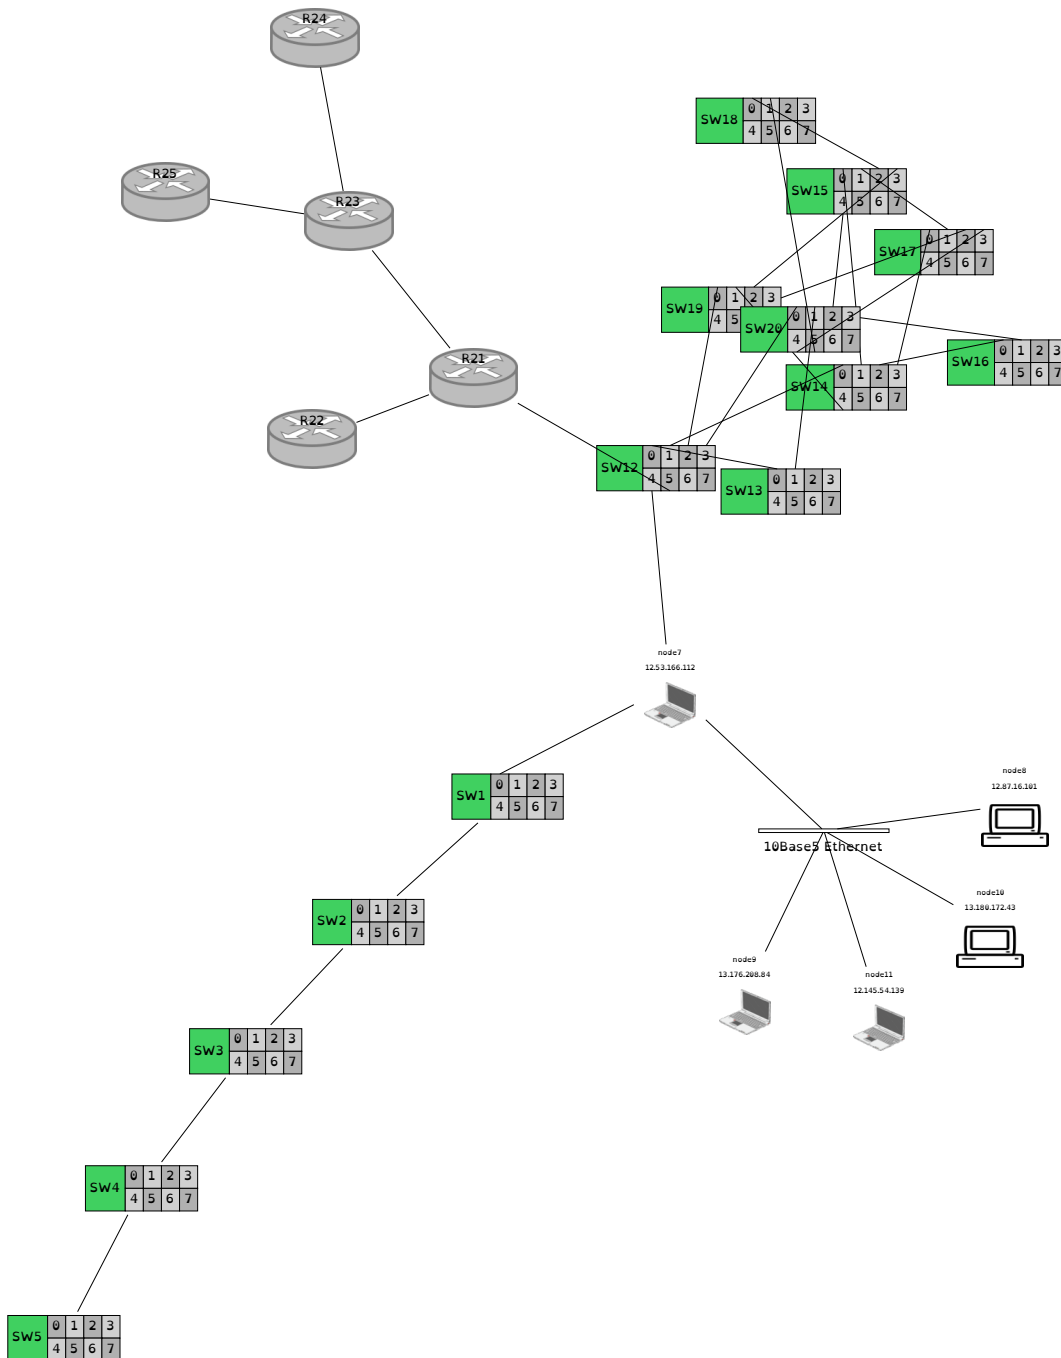 R24
SW18 0 1 2 3
4 5 6 7
R25
SW15 0 1 2 3
4 5 6 7
R23
SW17 0 1 2 3
4 5 6 7
SW19 0 1 2 3
4 5
SW20 0 1 2 3
4 5 6 7
R21
SW16 0 1 2 3
4 5 6 7
SW14 0 1 2 3
4 5 6 7
R22
SW12 0 1 2 3
4 5 6 7
SW13 0 1 2 3
4 5 6 7
node7
12.53.166.112
SW1 0 1 2 3
4 5 6 7
node8
12.87.16.101
10Base5 Ethernet
node10
13.180.172.43
SW2 0 1 2 3
4 5 6 7
node9
13.176.208.84
node11
12.145.54.139
SW3 0 1 2 3
4 5 6 7
SW4 0 1 2 3
4 5 6 7
SW5 0 1 2 3
4 5 6 7